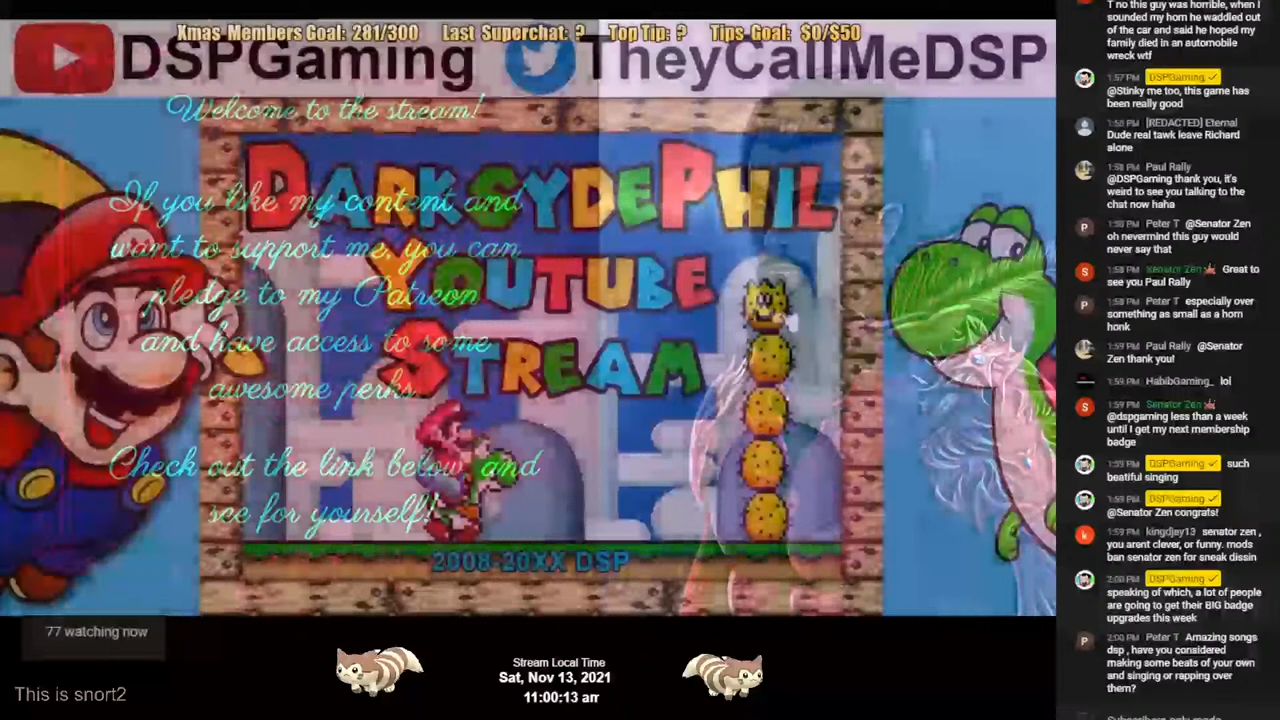 Xmas Members Goal: 281/300 Last Superchat: ? Top Tip: ? Tips Goal: $0/$50
DSPGaming TheyCallMeDSP
Welcome to the stream!
If you like my content and
want to support me, you can
pledge to my Patreon
and have access to some
awesome perks.
Check out the link below and
see for yourself!
DARKSYDEPHIL
YOUTUBE
STREAM
2008-20XX DSP
77 watching now
This is snort2
Stream Local Time
Sat, Nov 13, 2021
11:00:13 am
T no this guy was horrible, when I
sounded my horn he waddled out
of the car and said he hoped my
family died in an automobile
wreck wtf
1:57 PM DSPGaming ✓
@Stinky me too, this game has
been really good
1:58 PM [REDACTED] Eternal
Dude real tawk leave Richard
alone
1:58 PM Paul Rally
@DSPGaming thank you, it's
weird to see you talking to the
chat now haha
1:58 PM Peter T @Senator Zen
oh nevermind this guy would
never say that
1:58 PM Senator Zen Great to
see you Paul Rally
1:58 PM Peter T especially over
something as small as a horn
honk
1:59 PM Paul Rally @Senator
Zen thank you!
1:59 PM HabibGaming_ lol
1:59 PM Senator Zen
@dspgaming less than a week
until I get my next membership
badge
1:59 PM DSPGaming ✓ such
beatiful singing
1:59 PM DSPGaming ✓
@Senator Zen congrats!
1:59 PM kingdjay13 senator zen ,
you arent clever, or funny. mods
ban senator zen for sneak dissin
2:00 PM DSPGaming ✓
speaking of which, a lot of people
are going to get their BIG badge
upgrades this week
2:00 PM Peter T Amazing songs
dsp , have you considered
making some beats of your own
and singing or rapping over
them?